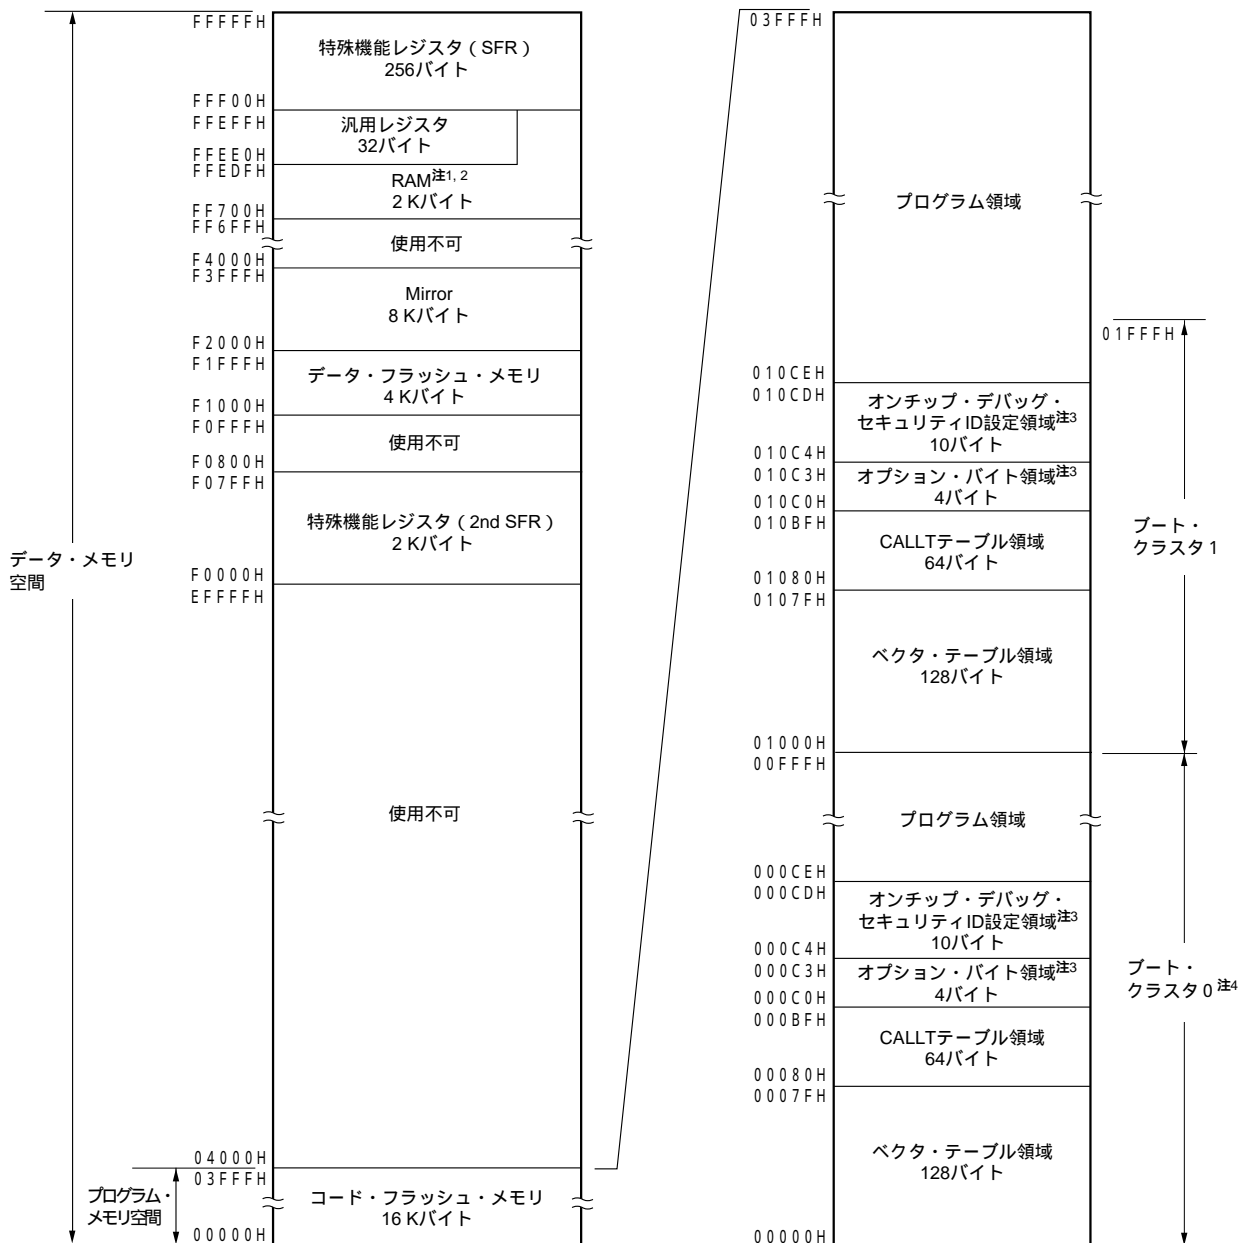 FFFFFH
特殊機能レジスタ（SFR）
256バイト
FFF00H
FFEFFH
汎用レジスタ
32バイト
FFEE0H
FFEDFH
RAM注1, 2
2 Kバイト
FF700H
FF6FFH
使用不可
F4000H
F3FFFH
Mirror
8 Kバイト
F2000H
F1FFFH
データ・フラッシュ・メモリ
4 Kバイト
F1000H
F0FFFH
使用不可
F0800H
F07FFH
特殊機能レジスタ（2nd SFR）
2 Kバイト
データ・メモリ
空間
F0000H
EFFFFH
使用不可
04000H
03FFFH
プログラム・
メモリ空間
コード・フラッシュ・メモリ
16 Kバイト
00000H
03FFFH
プログラム領域
01FFFH
010CEH
010CDH
オンチップ・デバッグ・
セキュリティID設定領域注3
10バイト
010C4H
010C3H
オプション・バイト領域注3
4バイト
010C0H
010BFH
CALLTテーブル領域
64バイト
ブート・
クラスタ1
01080H
0107FH
ベクタ・テーブル領域
128バイト
01000H
00FFFH
プログラム領域
000CEH
000CDH
オンチップ・デバッグ・
セキュリティID設定領域注3
10バイト
000C4H
000C3H
オプション・バイト領域注3
4バイト
ブート・
クラスタ0 注4
000C0H
000BFH
CALLTテーブル領域
64バイト
00080H
0007FH
ベクタ・テーブル領域
128バイト
00000H